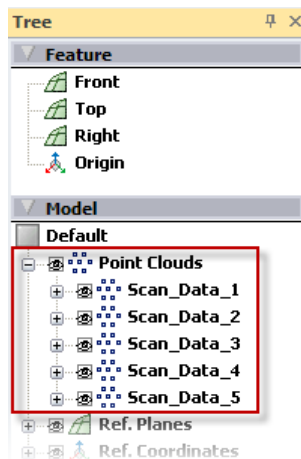 Tree
Feature
Front
Top
Right
Origin
Model
Default
Point Clouds
Scan_Data_1
Scan_Data_2
Scan_Data_3
Scan_Data_4
Scan_Data_5
Ref. Planes
Ref. Coordinates